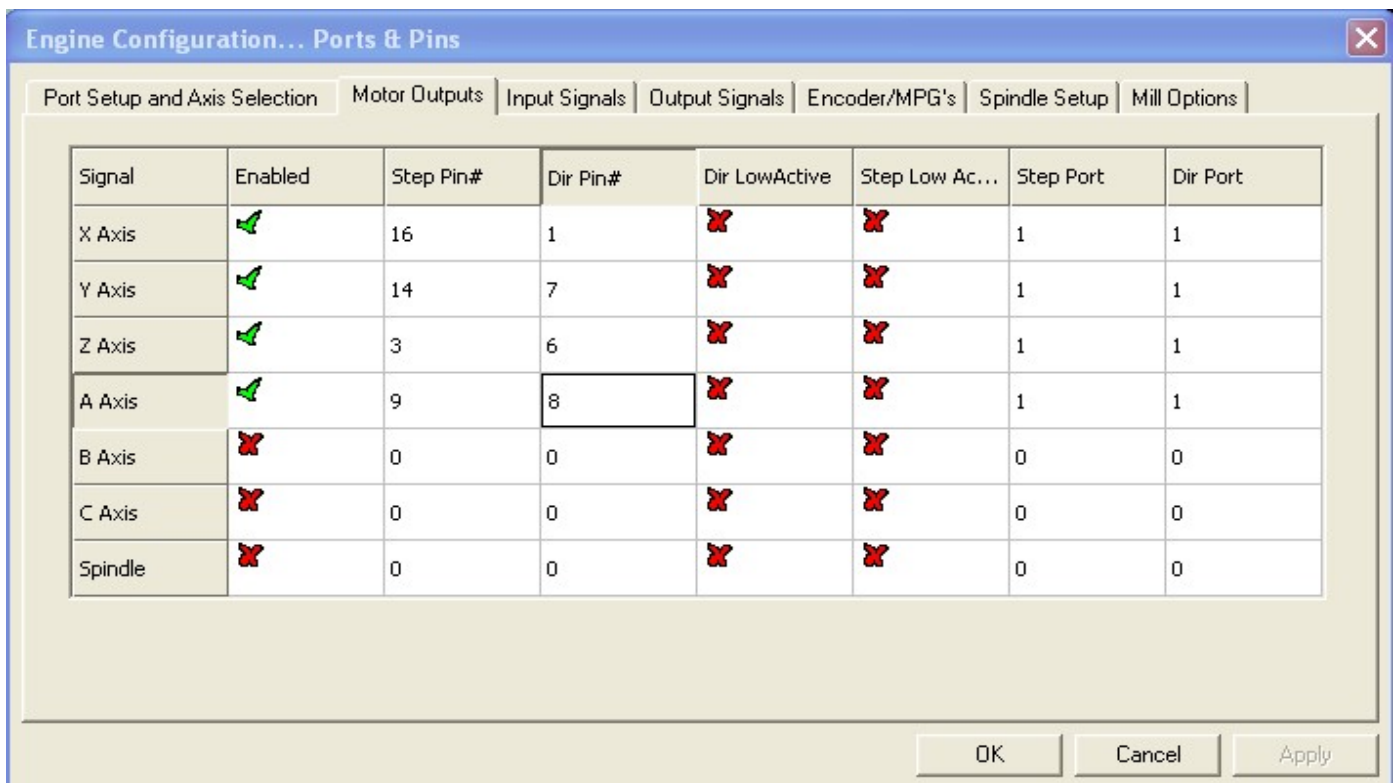 Engine Configuration... Ports & Pins
Port Setup and Axis Selection Motor Outputs Input Signals Output Signals Encoder/MPG's Spindle Setup Mill Options
Signal Enabled Step Pin# Dir Pin# Dir LowActive Step Low Ac... Step Port Dir Port
X Axis 16 1 1 1
Y Axis 14 7 1 1
Z Axis 3 6 1 1
A Axis 9 8 1 1
B Axis 0 0 0 0
C Axis 0 0 0 0
Spindle 0 0 0 0
OK Cancel Apply